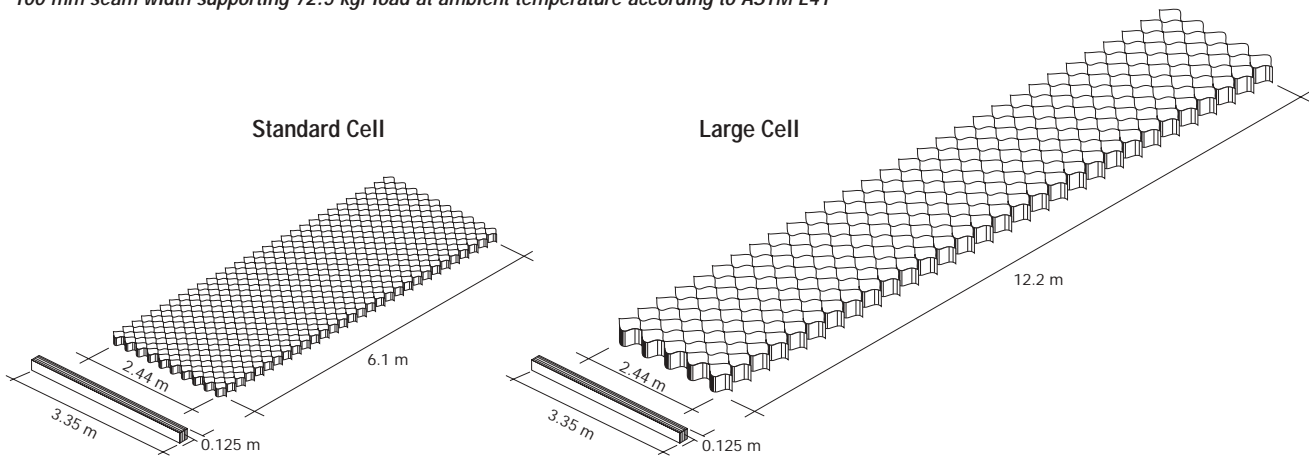 100 mm seam width supporting 72.5 kgf load at ambient temperature according to ASTM E41
Standard Cell
2.44 m
6.1 m
3.35 m
0.125 m
Large Cell
12.2 m
2.44 m
3.35 m
0.125 m